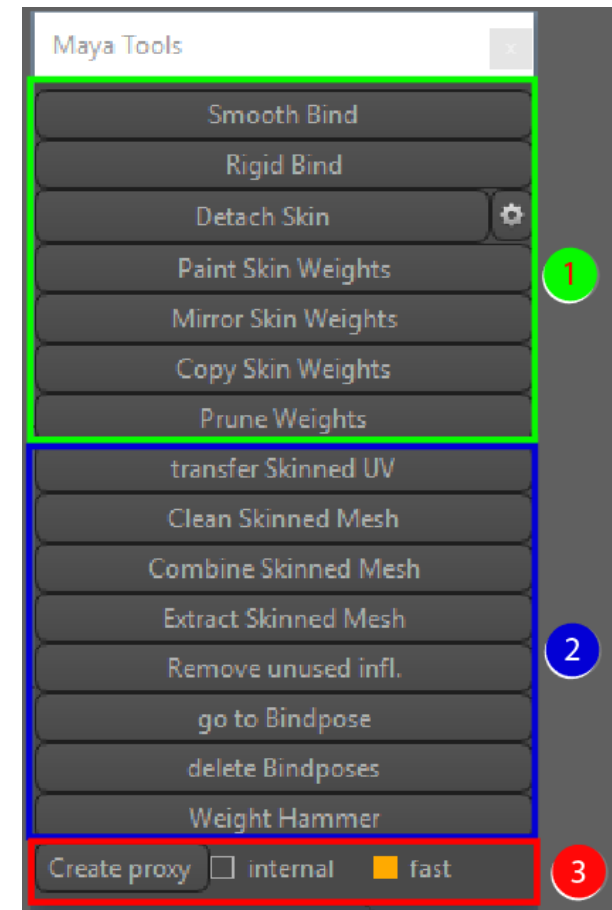 Maya Tools x
Smooth Bind
Rigid Bind
Detach Skin
Paint Skin Weights
1
Mirror Skin Weights
Copy Skin Weights
Prune Weights
transfer Skinned UV
Clean Skinned Mesh
Combine Skinned Mesh
Extract Skinned Mesh
2
Remove unused infl.
go to Bindpose
delete Bindposes
Weight Hammer
Create proxy internal fast 3